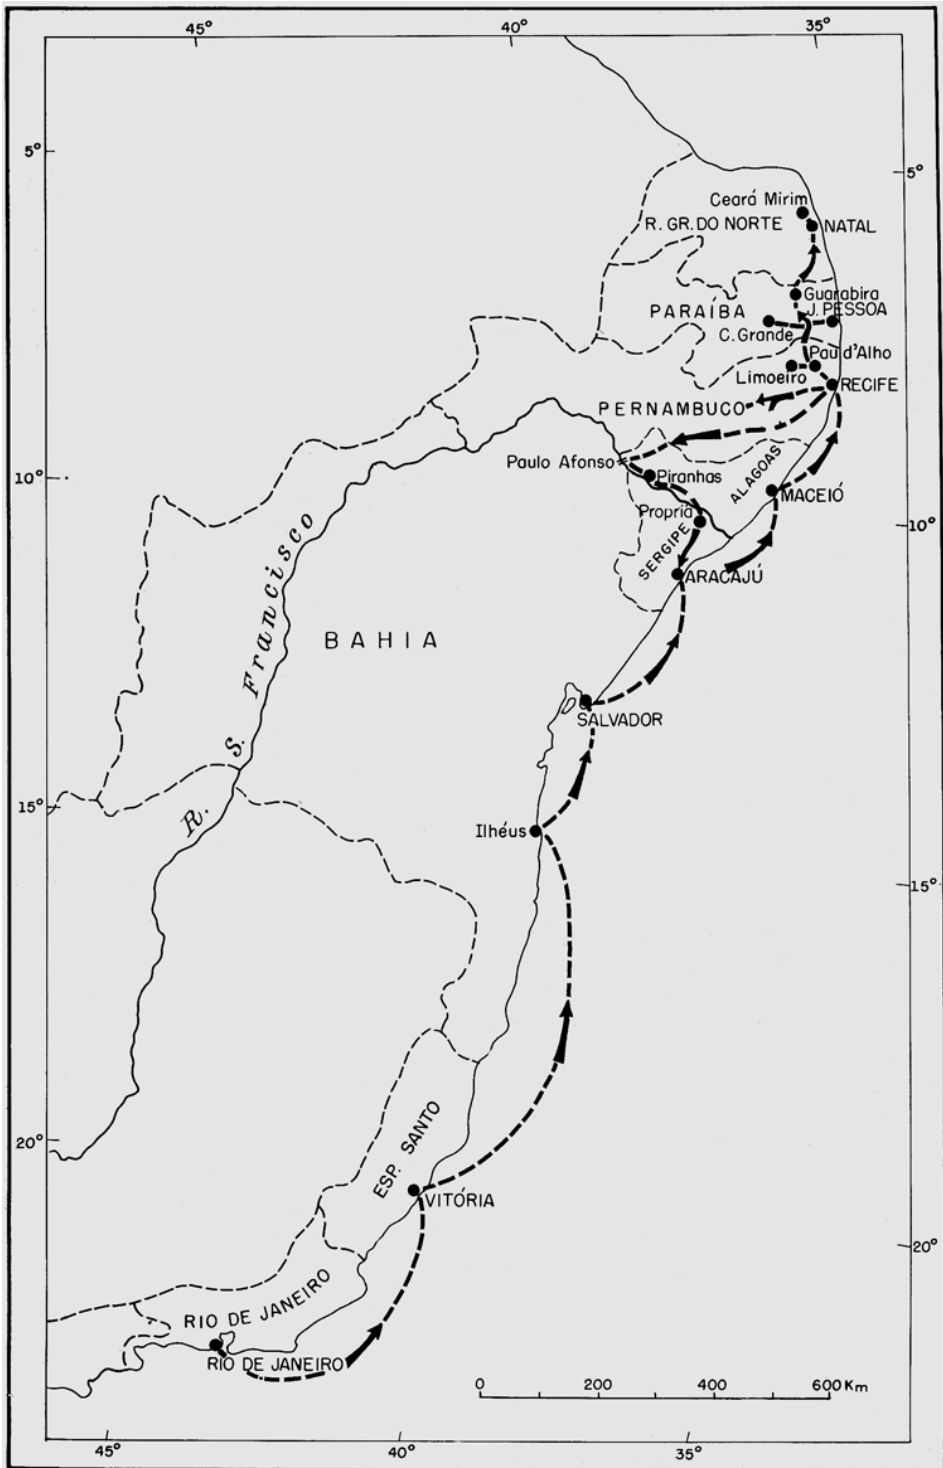 45°
40°
35°
5°
5°
Ceará Mirim
R. GR. DO NORTE
NATAL
Guarabira
PARAÍBA
J. PESSOA
C. Grande
Pau d'Alho
Limoeiro
RECIFE
PERNAMBUCO
Paulo Afonso
Piranhas
ALAGOAS
MACEIÓ
10°
10°
Propriá
SERGIPE
ARACAJÚ
R. S. Francisco
BAHIA
SALVADOR
15°
Ilhéus
15°
20°
ESP. SANTO
VITÓRIA
20°
RIO DE JANEIRO
RIO DE JANEIRO
0 200 400 600 Km
45°
40°
35°